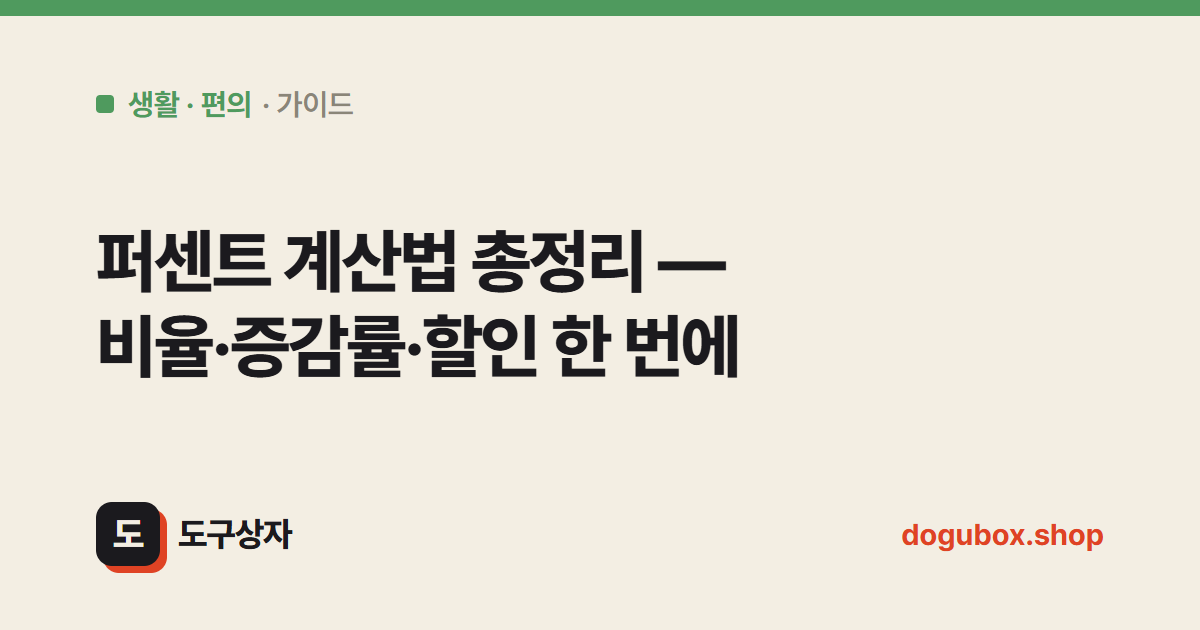 생활 · 편의 · 가이드
퍼센트 계산법 총정리 —
비율·증감률·할인 한 번에
도 도구상자
dogubox.shop